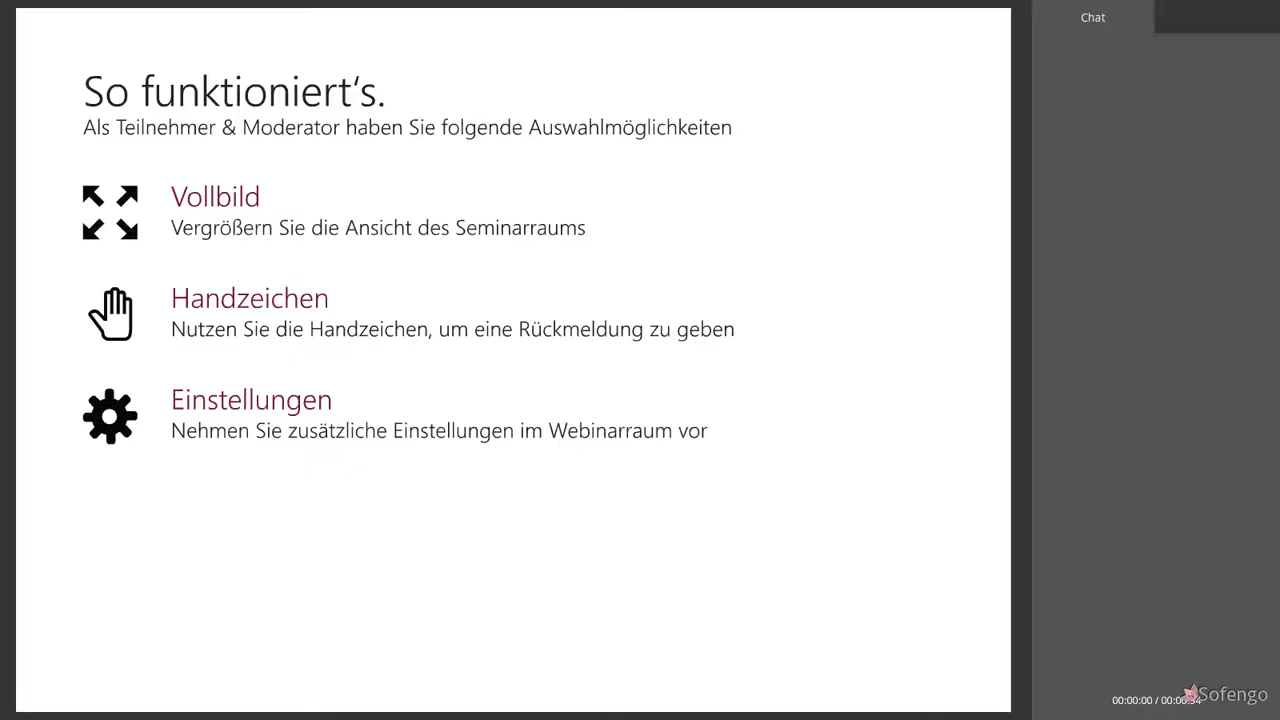 So funktioniert‘s.
Als Teilnehmer & Moderator haben Sie folgende Auswahlmöglichkeiten
Vollbild
Vergrößern Sie die Ansicht des Seminarraums
Handzeichen
Nutzen Sie die Handzeichen, um eine Rückmeldung zu geben
Einstellungen
Nehmen Sie zusätzliche Einstellungen im Webinarraum vor
Chat
Sofengo
00:00:00 /